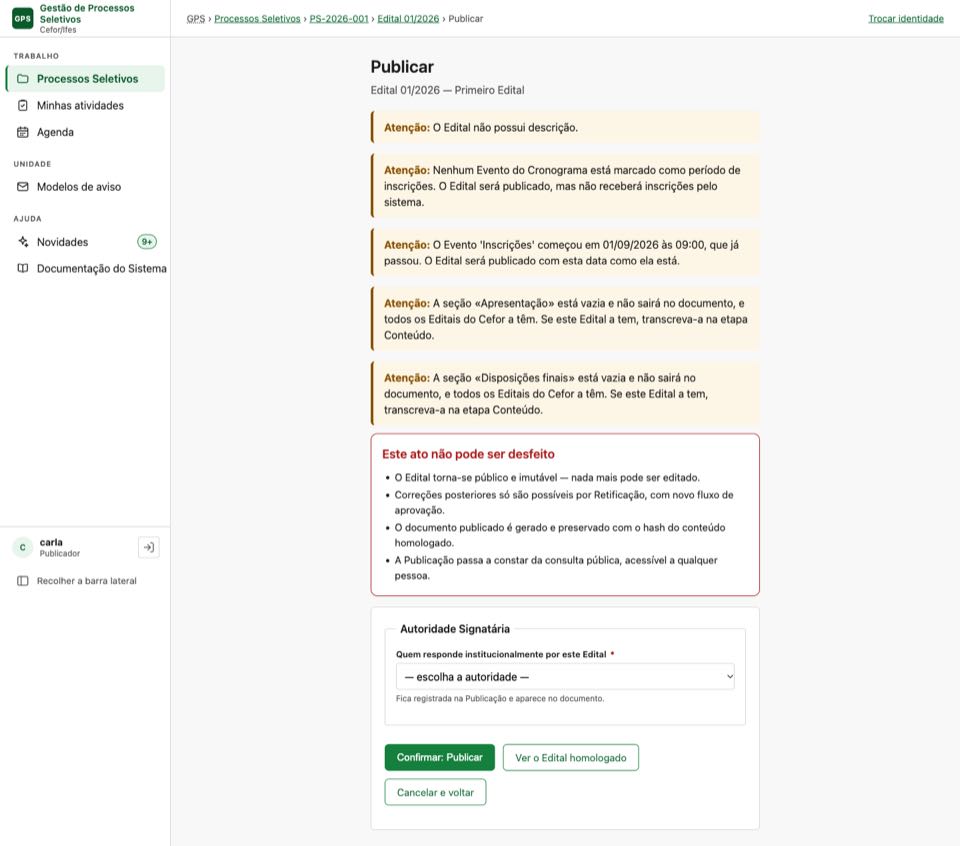 GPS
Gestão de Processos
Seletivos
Cefor/Ifes
GPS › Processos Seletivos › PS-2026-001 › Edital 01/2026 › Publicar
Trocar identidade
TRABALHO
Processos Seletivos
Minhas atividades
Agenda
UNIDADE
Modelos de aviso
AJUDA
Novidades
9+
Documentação do Sistema
C
carla
Publicador
Recolher a barra lateral
Publicar
Edital 01/2026 — Primeiro Edital
Atenção: O Edital não possui descrição.
Atenção: Nenhum Evento do Cronograma está marcado como período de
inscrições. O Edital será publicado, mas não receberá inscrições pelo
sistema.
Atenção: O Evento 'Inscrições' começou em 01/09/2026 às 09:00, que já
passou. O Edital será publicado com esta data como ela está.
Atenção: A seção «Apresentação» está vazia e não sairá no documento, e
todos os Editais do Cefor a têm. Se este Edital a tem, transcreva-a na etapa
Conteúdo.
Atenção: A seção «Disposições finais» está vazia e não sairá no
documento, e todos os Editais do Cefor a têm. Se este Edital a tem,
transcreva-a na etapa Conteúdo.
Este ato não pode ser desfeito
• O Edital torna-se público e imutável — nada mais pode ser editado.
• Correções posteriores só são possíveis por Retificação, com novo fluxo de
aprovação.
• O documento publicado é gerado e preservado com o hash do conteúdo
homologado.
• A Publicação passa a constar da consulta pública, acessível a qualquer
pessoa.
Autoridade Signatária
Quem responde institucionalmente por este Edital *
— escolha a autoridade —
Fica registrada na Publicação e aparece no documento.
Confirmar: Publicar
Ver o Edital homologado
Cancelar e voltar